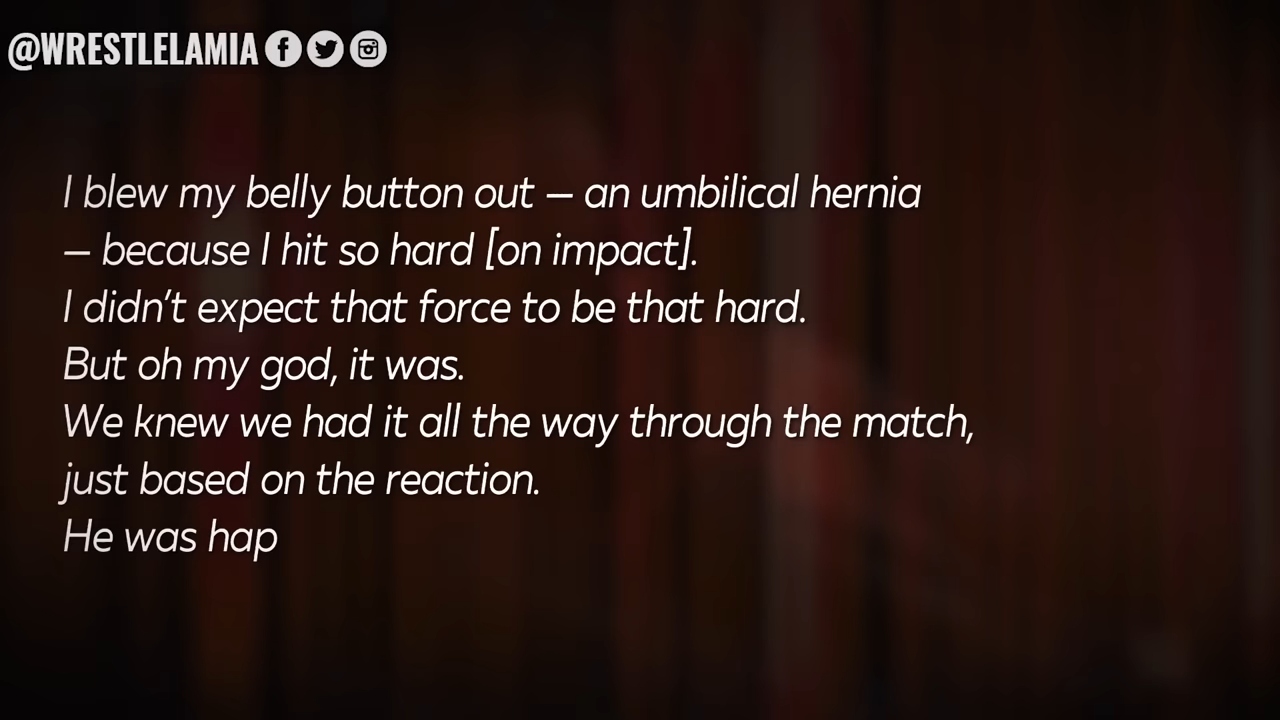 @WRESTLELAMIA
I blew my belly button out – an umbilical hernia
– because I hit so hard [on impact].
I didn't expect that force to be that hard.
But oh my god, it was.
We knew we had it all the way through the match,
just based on the reaction.
He was hap